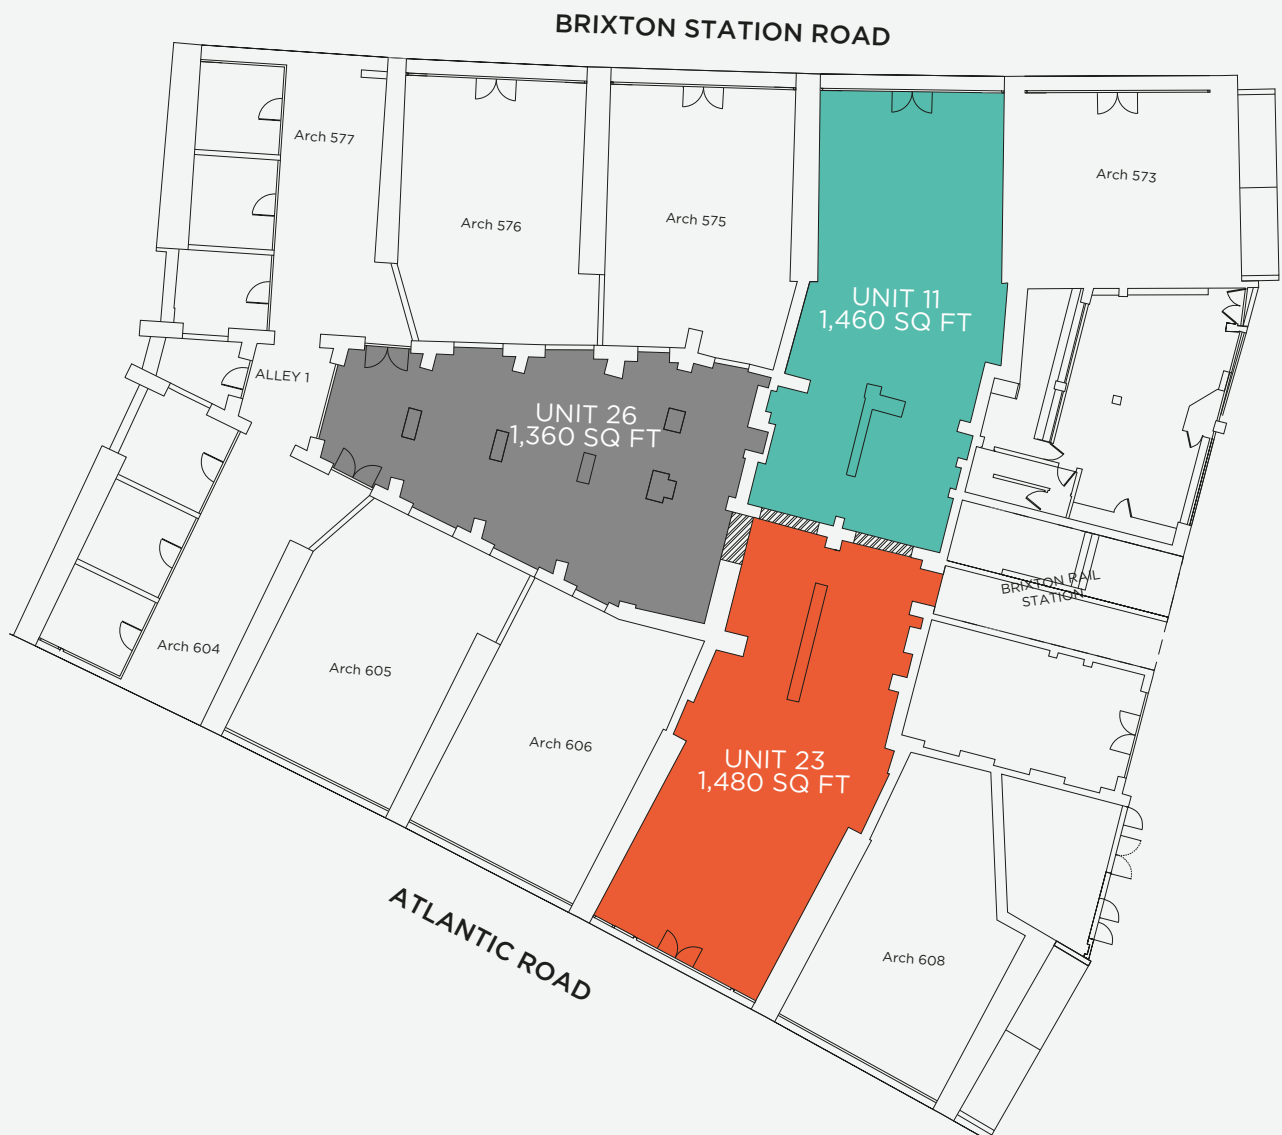 BRIXTON STATION ROAD
Arch 577
Arch 576
Arch 575
Arch 573
UNIT 11
1,460 SQ FT
ALLEY 1
UNIT 26
1,360 SQ FT
BRIXTON RAIL
STATION
Arch 604
Arch 605
Arch 606
UNIT 23
1,480 SQ FT
ATLANTIC ROAD
Arch 608